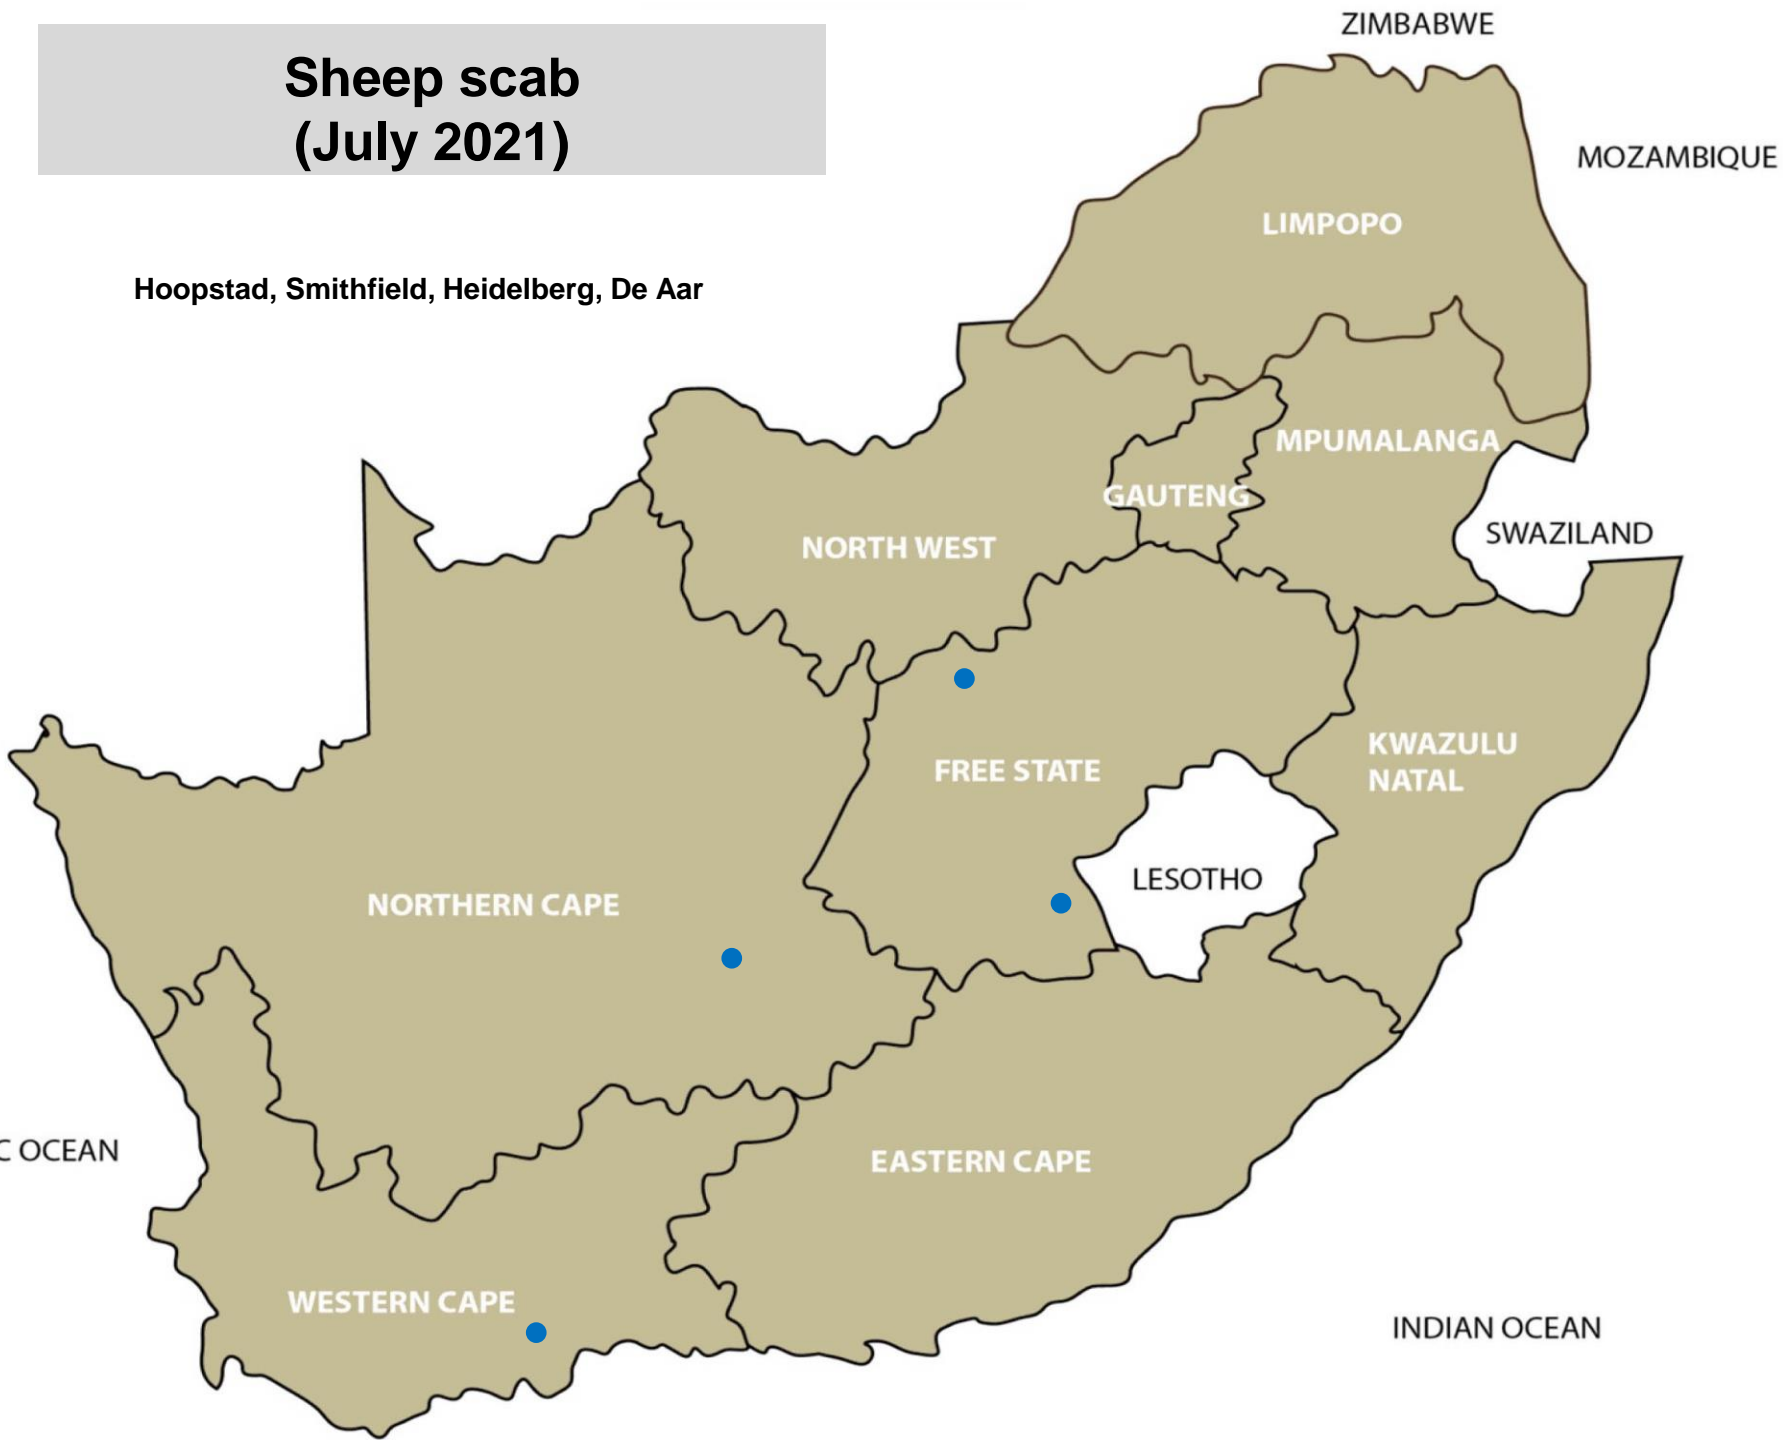 Sheep scab
(July 2021)
Hoopstad, Smithfield, Heidelberg, De Aar
ZIMBABWE
MOZAMBIQUE
LIMPOPO
MPUMALANGA
GAUTENG
SWAZILAND
NORTH WEST
KWAZULU
NATAL
FREE STATE
LESOTHO
NORTHERN CAPE
C OCEAN
EASTERN CAPE
WESTERN CAPE
INDIAN OCEAN